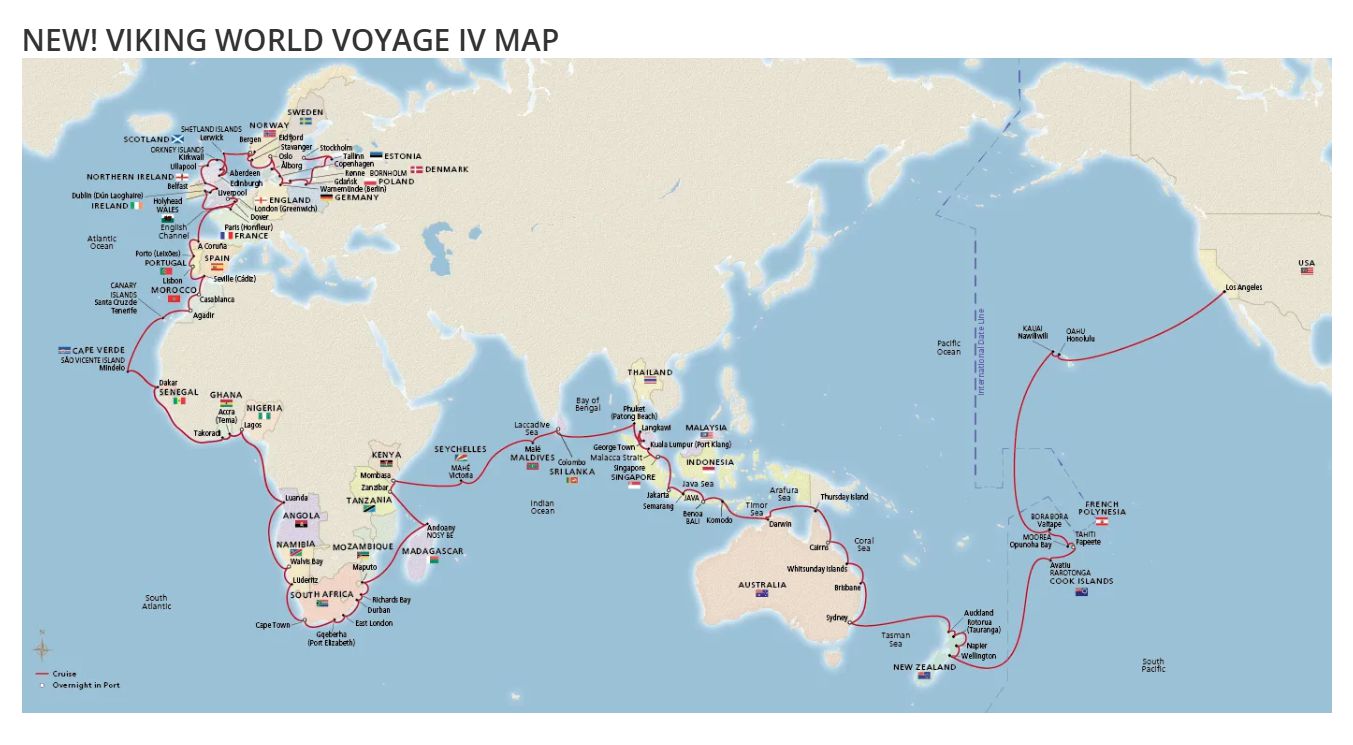 NEW! VIKING WORLD VOYAGE IV MAP
SWEDEN
NORWAY
SHETLAND ISLANDS
Lerwick
SCOTLAND
Bergen
Eidfjord
Stavanger
Stockholm
ORKNEY ISLANDS
Kirkwall
Oslo
Tallinn
ESTONIA
Ullapool
Ålborg
Copenhagen
DENMARK
Aberdeen
Rønne
BORNHOLM
NORTHERN IRELAND
Edinburgh
Gdańsk
POLAND
Belfast
Warnemünde (Berlin)
Liverpool
GERMANY
Dublin (Dún Laoghaire)
ENGLAND
IRELAND
Holyhead
WALES
London (Greenwich)
Dover
English
Channel
Paris (Honfleur)
FRANCE
Atlantic
Ocean
A Coruña
Porto (Leixões)
SPAIN
PORTUGAL
Lisbon
Seville (Cádiz)
MOROCCO
CANARY
ISLANDS
Santa Cruz de
Tenerife
Casablanca
Agadir
USA
Los Angeles
KAUAI
Nawiliwili
OAHU
Honolulu
International Date Line
Pacific
Ocean
CAPE VERDE
SÃO VICENTE ISLAND
Mindelo
Dakar
SENEGAL
GHANA
Accra
(Tema)
NIGERIA
Lagos
Takoradi
THAILAND
Bay of
Bengal
Phuket
(Patong Beach)
Langkawi
MALAYSIA
Laccadive
Sea
George Town
Kuala Lumpur (Port Klang)
KENYA
SEYCHELLES
Malé
MALDIVES
Colombo
SRI LANKA
Malacca Strait
Singapore
SINGAPORE
INDONESIA
MAHÉ
Victoria
Mombasa
Zanzibar
TANZANIA
Java Sea
Jakarta
JAVA
Semarang
Benoa
BALI
Komodo
Arafura
Sea
Timor
Sea
Thursday Island
Darwin
Luanda
ANGOLA
Indian
Ocean
Andoany
NOSY BE
MADAGASCAR
NAMIBIA
MOZAMBIQUE
Walvis Bay
Maputo
Lüderitz
SOUTH AFRICA
Richards Bay
Durban
East London
Cape Town
Gqeberha
(Port Elizabeth)
South
Atlantic
Cairns
Coral
Sea
Whitsunday Islands
AUSTRALIA
Brisbane
Sydney
FRENCH
POLYNESIA
BORA BORA
Vaitape
MOOREA
Opunoha Bay
TAHITI
Papeete
Avatiu
RAROTONGA
COOK ISLANDS
Auckland
Rotorua
(Tauranga)
Tasman
Sea
Napier
Wellington
NEW ZEALAND
South
Pacific
N
Cruise
Overnight in Port